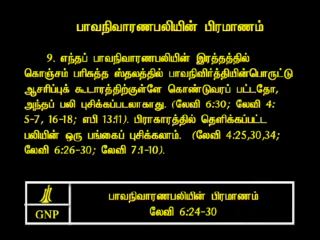 பாவநிவாரணபலியின் பிரமாணம்
9. எந்தப் பாவநிவாரணபலியின் இரத்தத்தில்
கொஞ்சம் பரிசுத்த ஸ்தலத்தில் பாவநிவிர்த்தியின்பொருட்டு
ஆசரிப்புக் கூடாரத்திற்குள்ளே கொண்டுவரப் பட்டதோ,
அந்தப் பலி புசிக்கப்படலாகாது. (லேவி 6:30; லேவி 4:
5-7, 16-18; எபி 13:11). பிராகாரத்தில் தெளிக்கப்பட்ட
பலியின் ஒரு பங்கைப் புசிக்கலாம். (லேவி 4:25,30,34;
லேவி 6:26-30; லேவி 7:1-10).
பாவநிவாரணபலியின் பிரமாணம்
GNP
லேவி 6:24-30